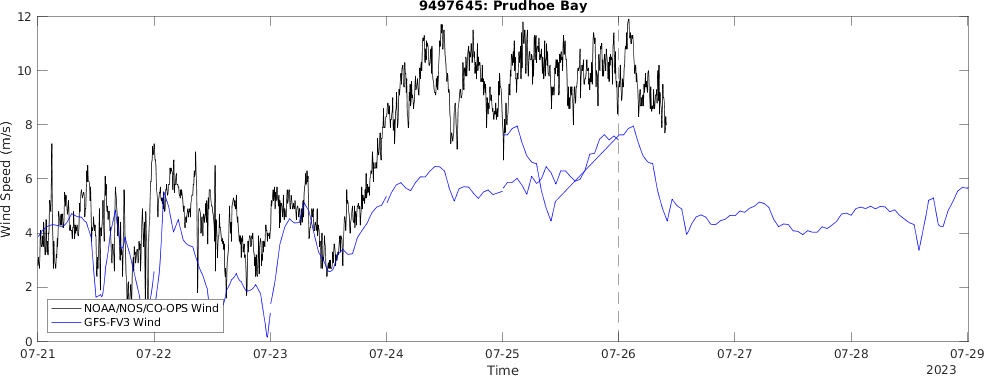 9497645: Prudhoe Bay
Wind Speed (m/s)
12
10
8
6
4
2
0
NOAA/NOS/CO-OPS Wind
GFS-FV3 Wind
07-21 07-22 07-23 07-24 07-25 07-26 07-27 07-28 07-29
Time
2023